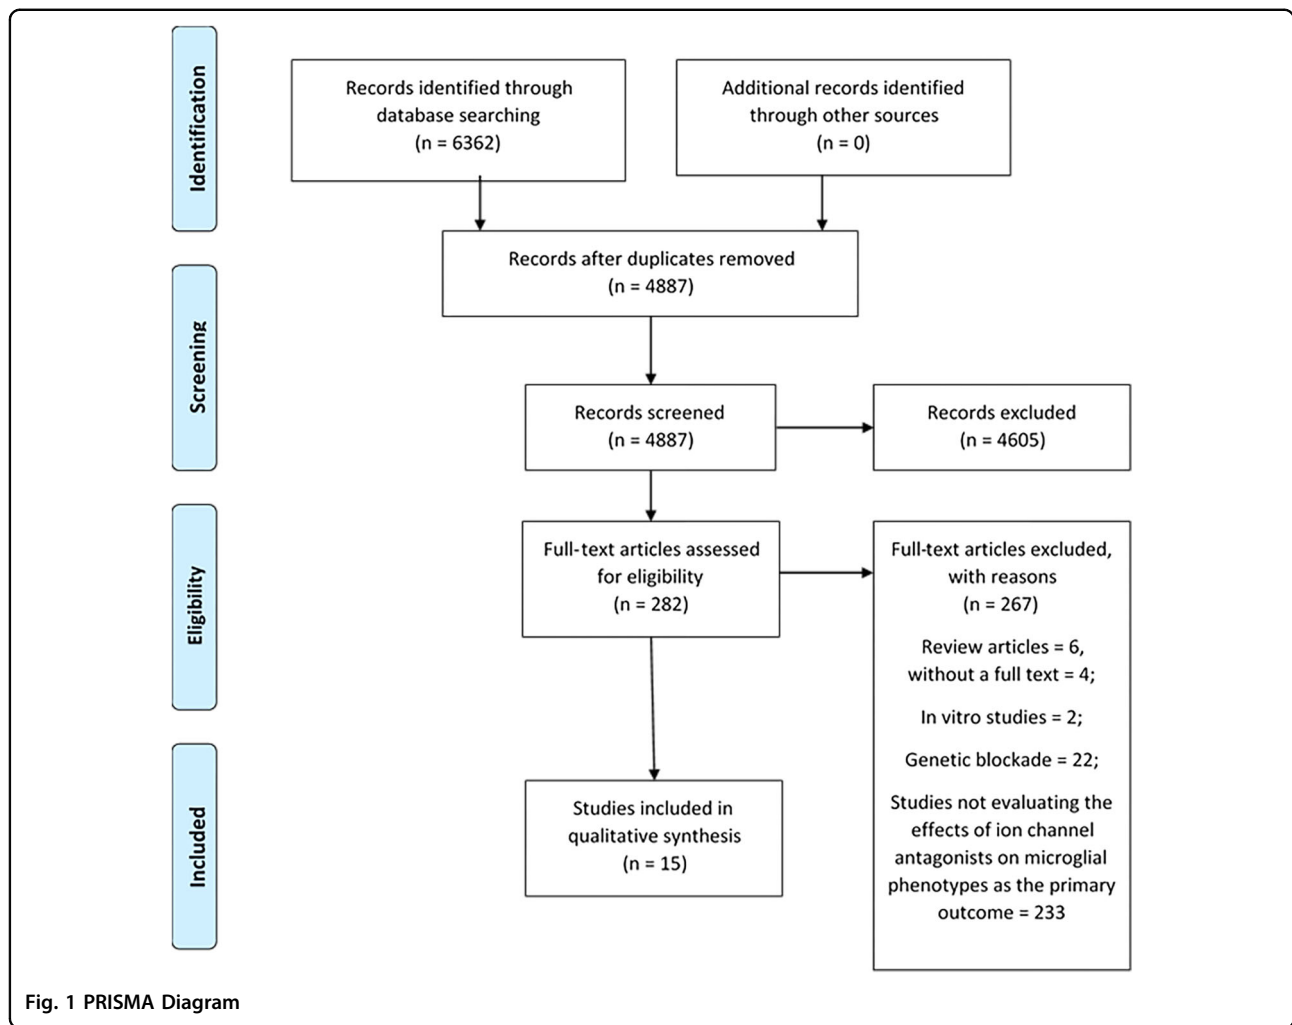 Identification
Records identified through
database searching
(n = 6362)
Additional records identified
through other sources
(n = 0)
Records after duplicates removed
(n = 4887)
Screening
Records screened
(n = 4887)
Records excluded
(n = 4605)
Eligibility
Full-text articles assessed
for eligibility
(n = 282)
Full-text articles excluded,
with reasons
(n = 267)
Review articles = 6,
without a full text = 4;
In vitro studies = 2;
Genetic blockade = 22;
Studies not evaluating the
effects of ion channel
antagonists on microglial
phenotypes as the primary
outcome = 233
Included
Studies included in
qualitative synthesis
(n = 15)
Fig. 1 PRISMA Diagram